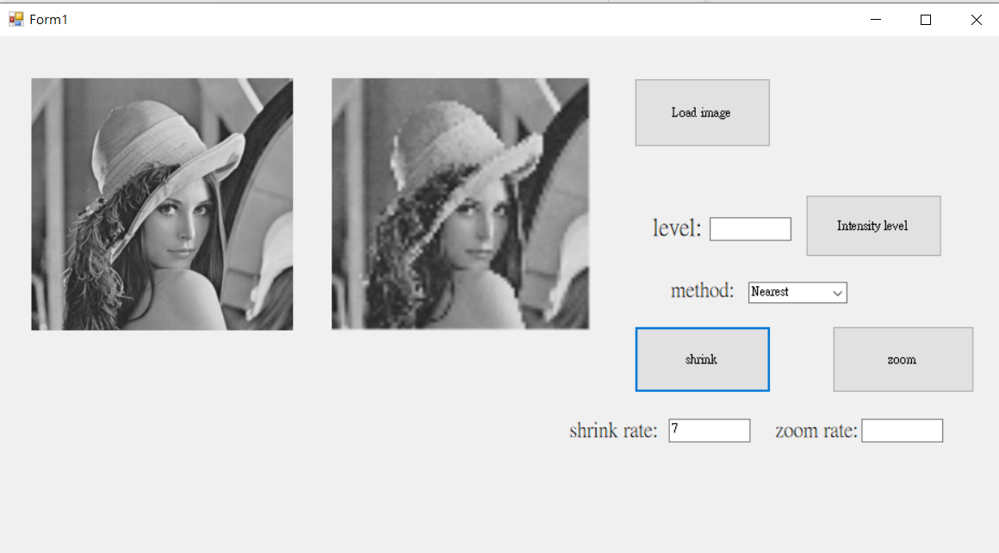 Form1
Load image
level:
Intensity level
method:
Nearest
shrink
zoom
shrink rate: 7
zoom rate: